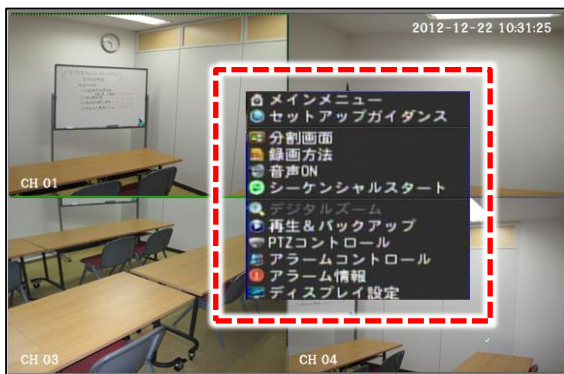 2012-12-22 10:31:25
メインメニュー
セットアップガイダンス
分割画面
録画方法
音声ON
シーケンシャルスタート
デジタルズーム
再生&バックアップ
PTZコントロール
アラームコントロール
アラーム情報
ディスプレイ設定
CH 01
CH 03
CH 04